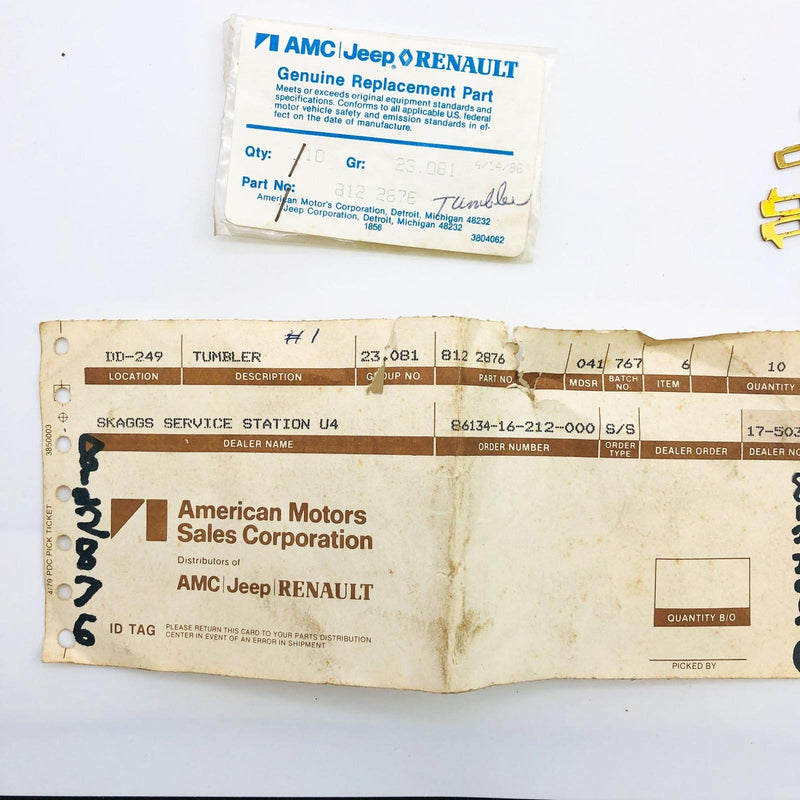 AMC Jeep® RENAULT
Genuine Replacement Part
Meets or exceeds original equipment standards and
specifications. Conforms to all applicable U.S. federal
motor vehicle safety and emission standards in ef-
fect on the date of manufacture.
Qty: 10 Gr: 23.081 4/14/86
Part No: 812 2876 Tumbler
American Motor's Corporation, Detroit, Michigan 48232
Jeep Corporation, Detroit, Michigan 48232
1856
3804062
#1
DD-249 TUMBLER 23.081 812 2876 041 767 6 10
LOCATION DESCRIPTION GROUP NO. PART NO. MDSR BATCH NO. ITEM QUANTITY
SKAGGS SERVICE STATION U4 86134-16-212-000 S/S 17-503
DEALER NAME ORDER NUMBER ORDER TYPE DEALER ORDER DEALER NO
3850003
4/79 PDC PICK TICKET
American Motors
Sales Corporation
Distributors of
AMC Jeep RENAULT
QUANTITY B/O
ID TAG PLEASE RETURN THIS CARD TO YOUR PARTS DISTRIBUTION
CENTER IN EVENT OF AN ERROR IN SHIPMENT
PICKED BY